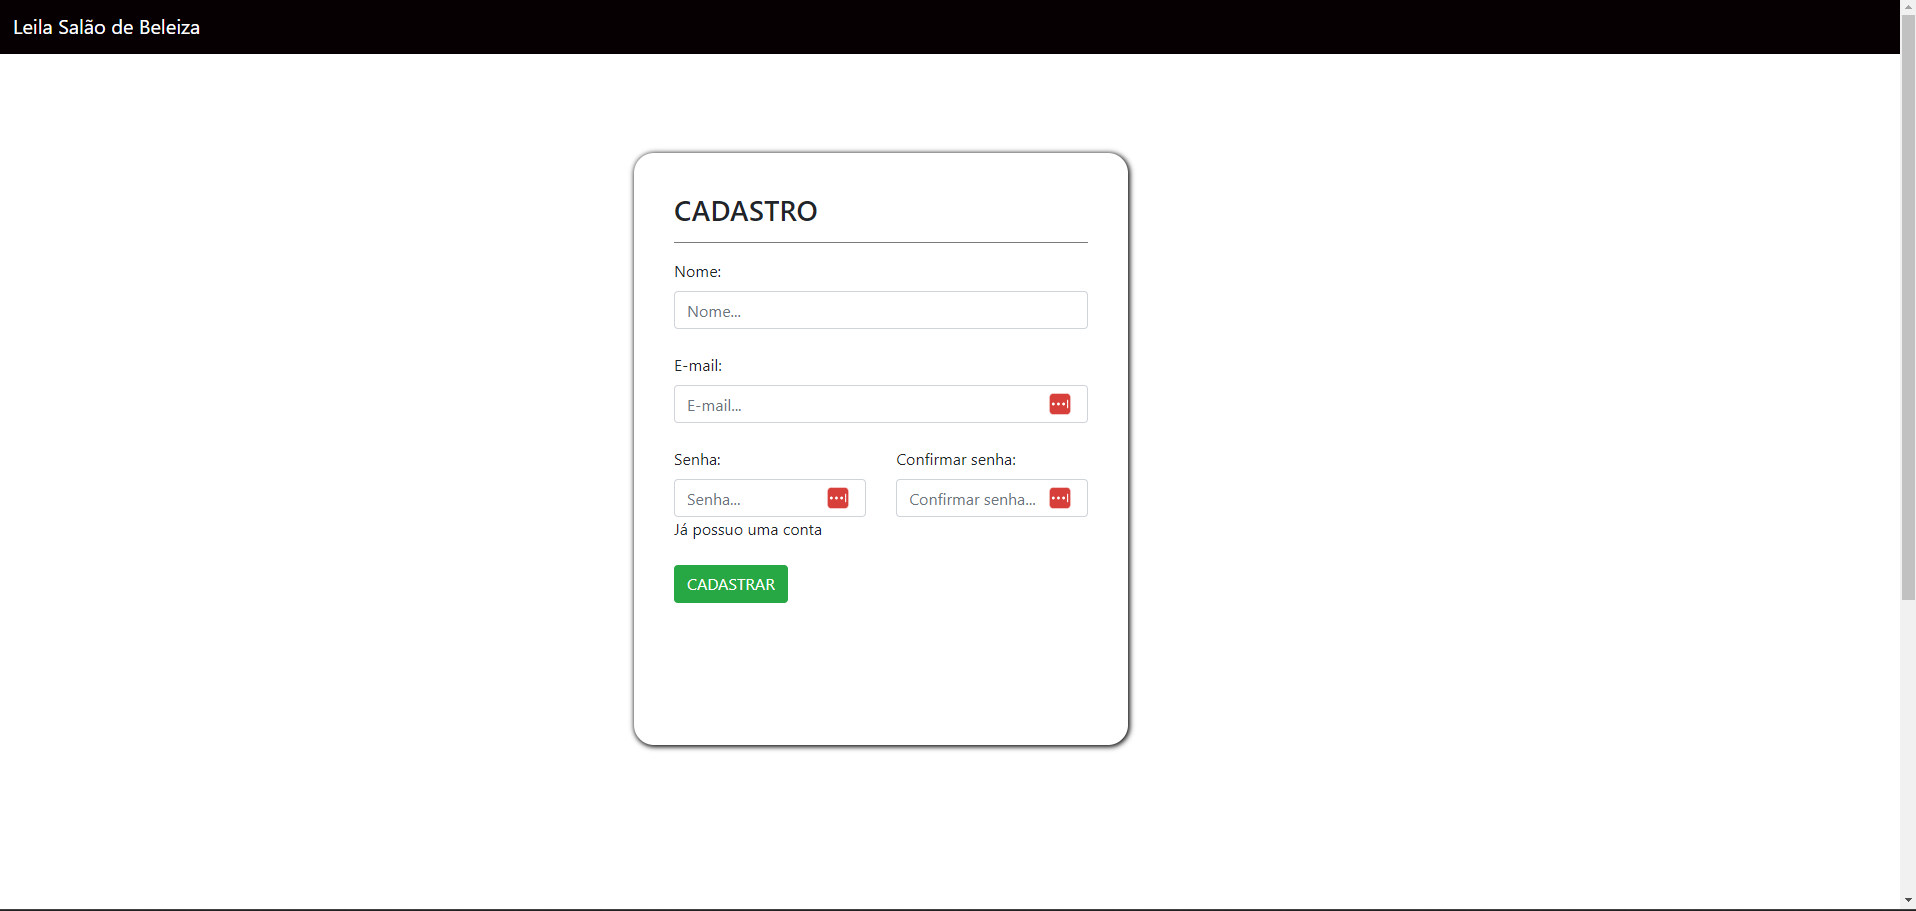 Leila Salão de Beleiza
CADASTRO
Nome:
Nome...
E-mail:
E-mail...
Senha: Confirmar senha:
Senha... Confirmar senha...
Já possuo uma conta
CADASTRAR